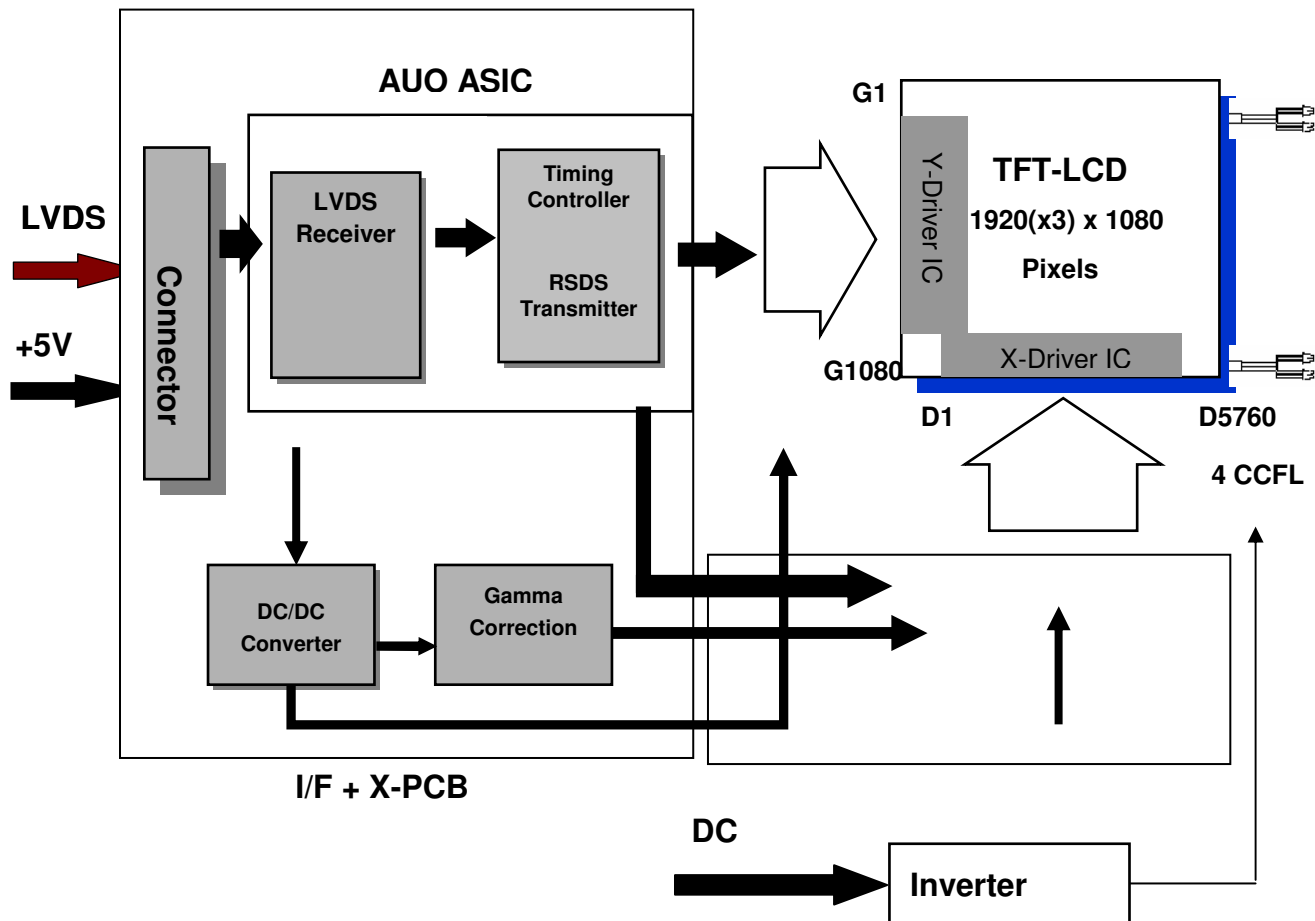 AUO ASIC
LVDS
+5V
Connector
LVDS
Receiver
Timing
Controller
RSDS
Transmitter
G1
Y-Driver IC
TFT-LCD
1920(x3) x 1080
Pixels
X-Driver IC
G1080
D1
D5760
4 CCFL
DC/DC
Converter
Gamma
Correction
I/F + X-PCB
DC
Inverter